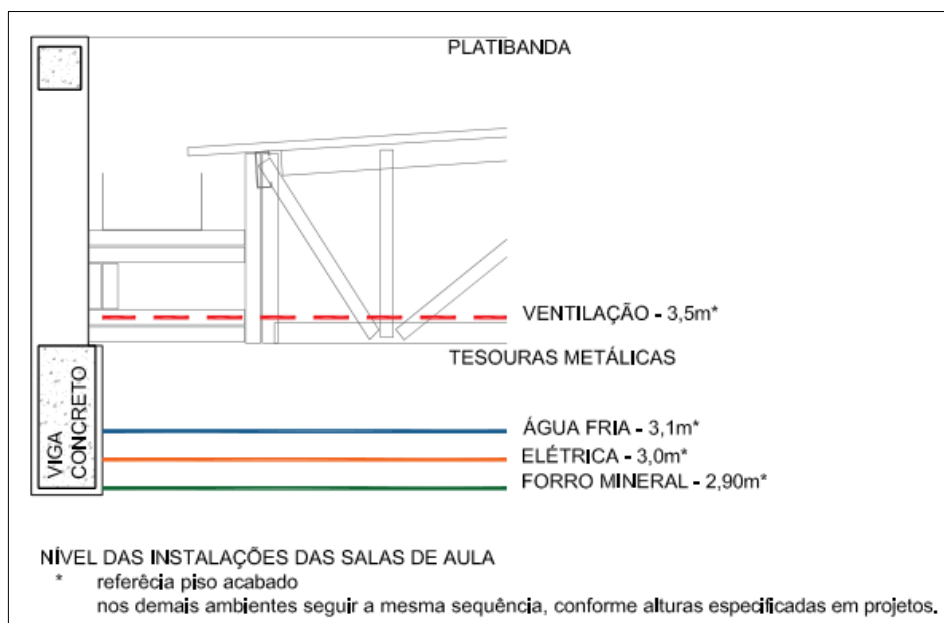 PLATIBANDA
VENTILAÇÃO - 3,5m*
TESOURAS METÁLICAS
VIGA
CONCRETO
ÁGUA FRIA - 3,1m*
ELÉTRICA - 3,0m*
FORRO MINERAL - 2,90m*
NÍVEL DAS INSTALAÇÕES DAS SALAS DE AULA
* referêcia piso acabado
nos demais ambientes seguir a mesma sequência, conforme alturas especificadas em projetos.